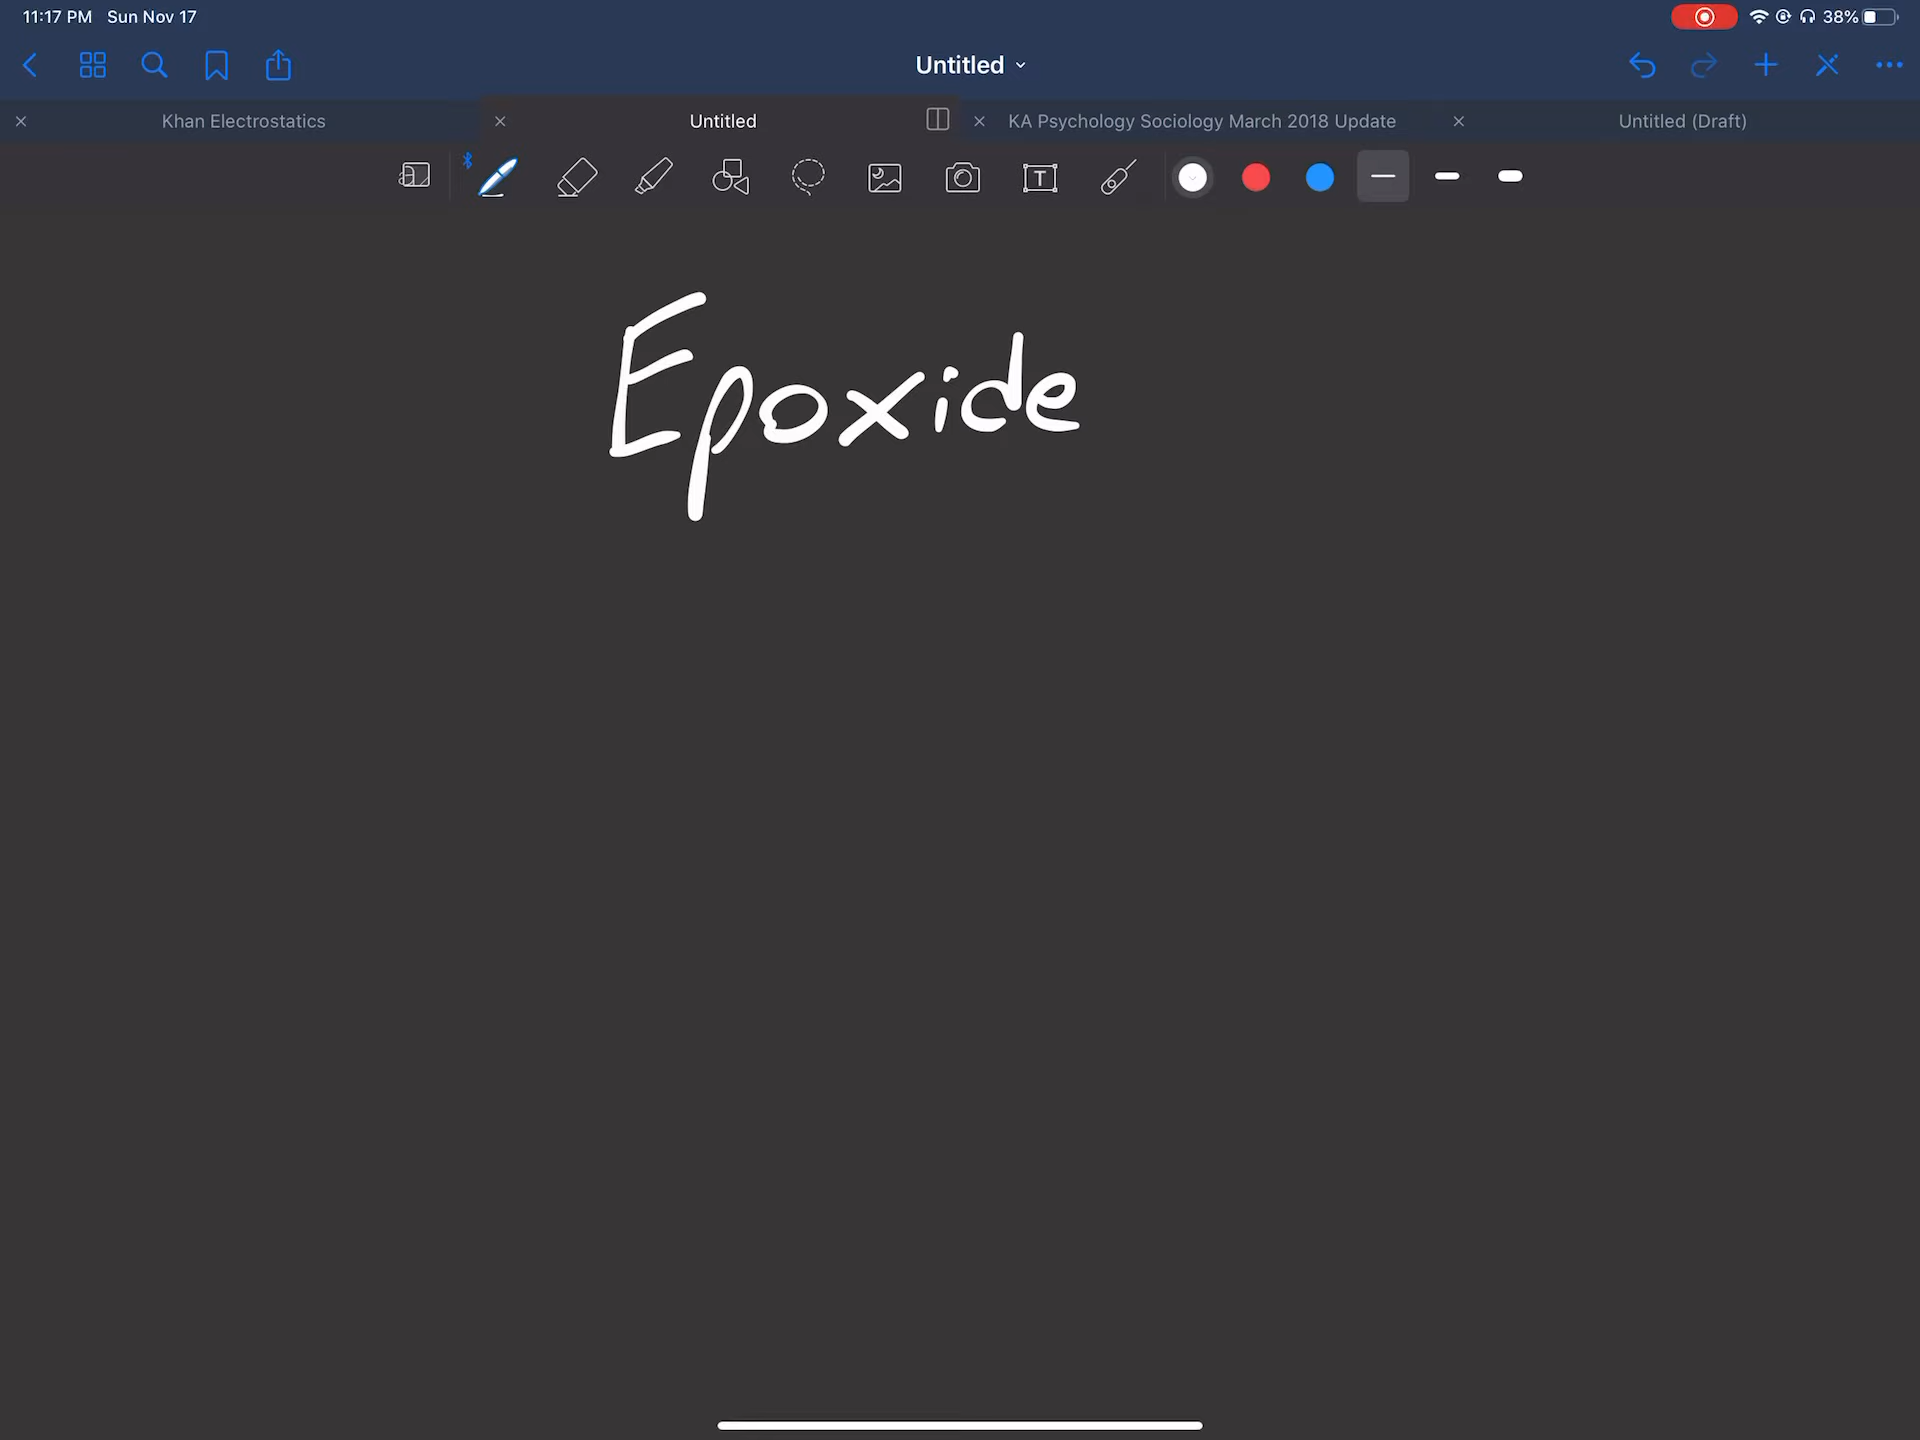 11:17 PM Sun Nov 17 38%
Untitled
Khan Electrostatics Untitled KA Psychology Sociology March 2018 Update Untitled (Draft)
T
Epoxide